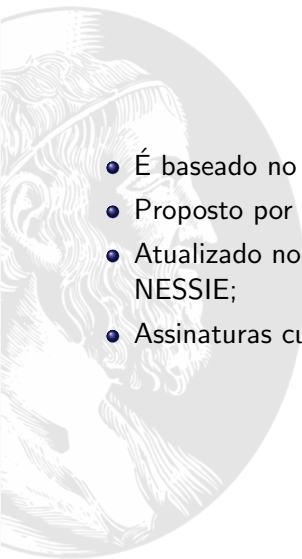 É baseado no
Proposto por
Atualizado no
NESSIE;
Assinaturas cu